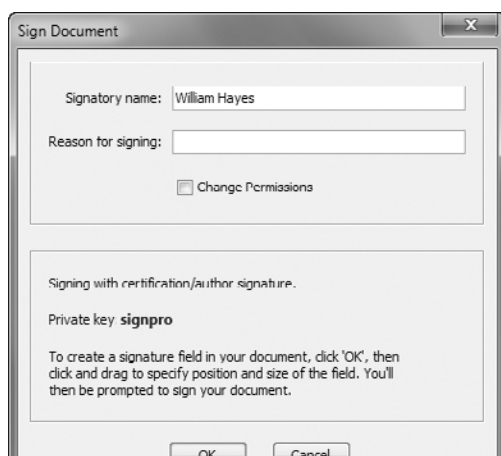 Sign Document
x
Signatory name: William Hayes
Reason for signing:
Change Permissions
Signing with certification/author signature.
Private key signpro
To create a signature field in your document, click 'OK', then
click and drag to specify position and size of the field. You'll
then be prompted to sign your document.
OK Cancel